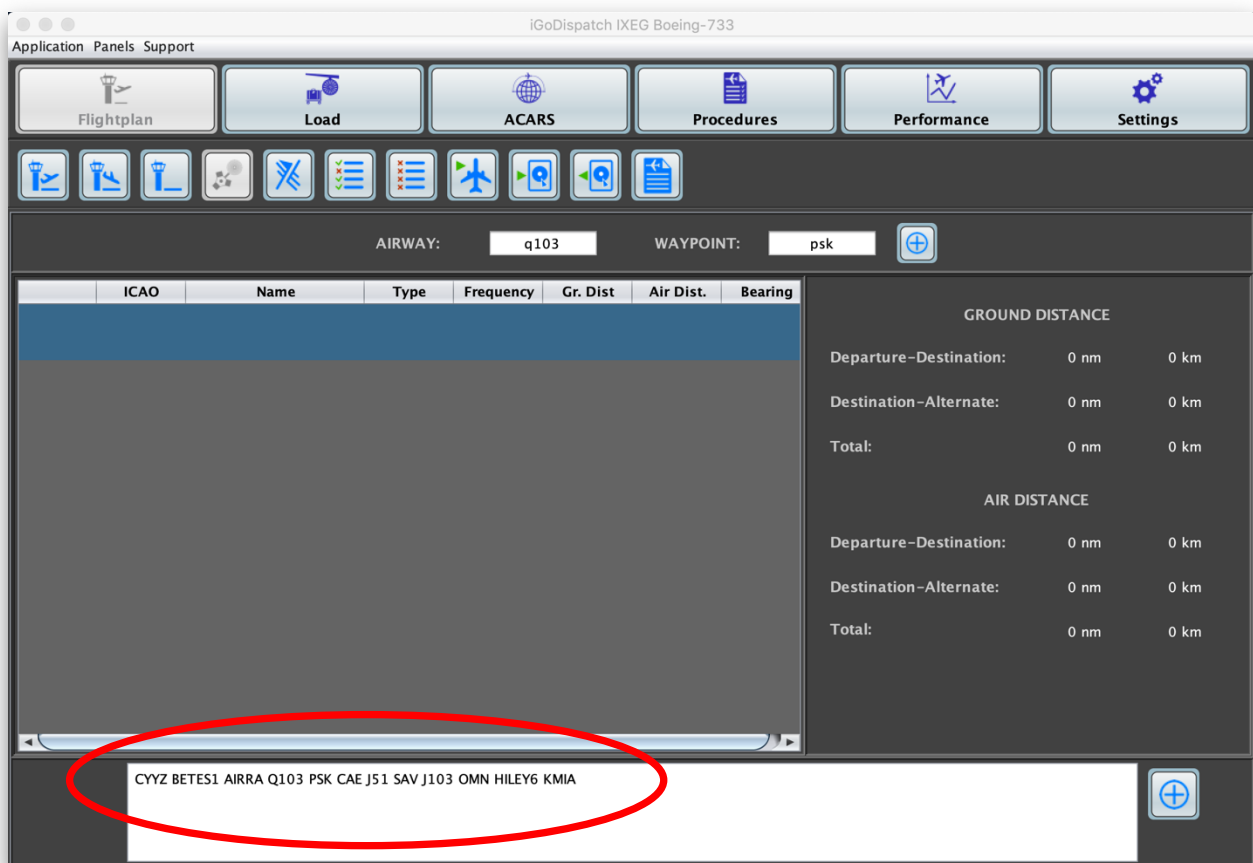 iGoDispatch IXEG Boeing-733
Application Panels Support
Flightplan Load ACARS Procedures Performance Settings
AIRWAY: q103 WAYPOINT: psk
ICAO Name Type Frequency Gr. Dist Air Dist. Bearing
GROUND DISTANCE
Departure-Destination: 0 nm 0 km
Destination-Alternate: 0 nm 0 km
Total: 0 nm 0 km
AIR DISTANCE
Departure-Destination: 0 nm 0 km
Destination-Alternate: 0 nm 0 km
Total: 0 nm 0 km
CYYZ BETES1 AIRRA Q103 PSK CAE J51 SAV J103 OMN HILEY6 KMIA